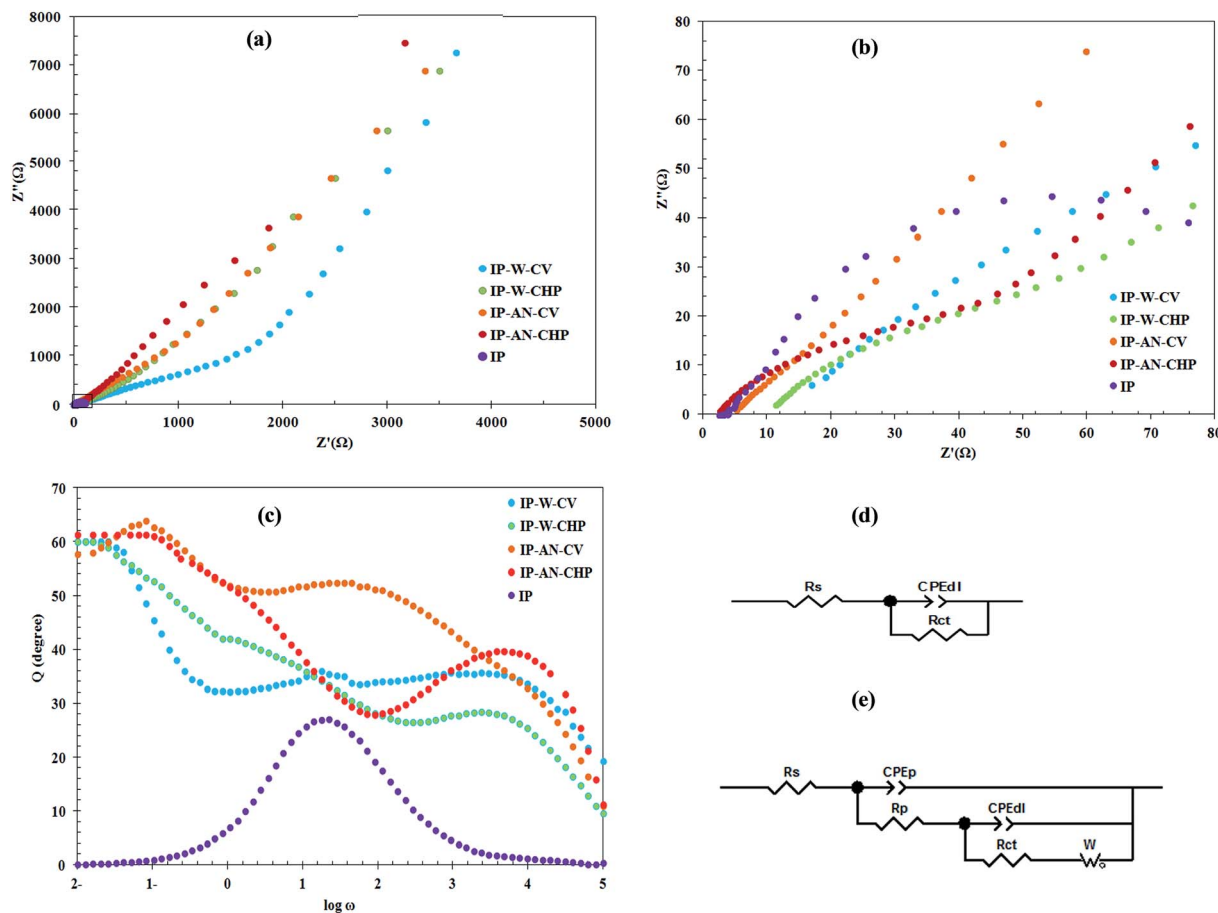 (a)
8000
7000
6000
5000
4000
3000
2000
1000
0
Z''(Ω)
0 1000 2000 3000 4000 5000
Z'(Ω)
IP-W-CV
IP-W-CHP
IP-AN-CV
IP-AN-CHP
IP
(b)
80
70
60
50
40
30
20
10
0
Z''(Ω)
0 10 20 30 40 50 60 70 80
Z'(Ω)
IP-W-CV
IP-W-CHP
IP-AN-CV
IP-AN-CHP
IP
(c)
70
60
50
40
30
20
10
0
Q (degree)
2- 1- 0 1 2 3 4 5
log ω
IP-W-CV
IP-W-CHP
IP-AN-CV
IP-AN-CHP
IP
(d)
Rs
CPEdl
Rct
(e)
Rs
CPEp
Rp
CPEdl
Rct
W
o